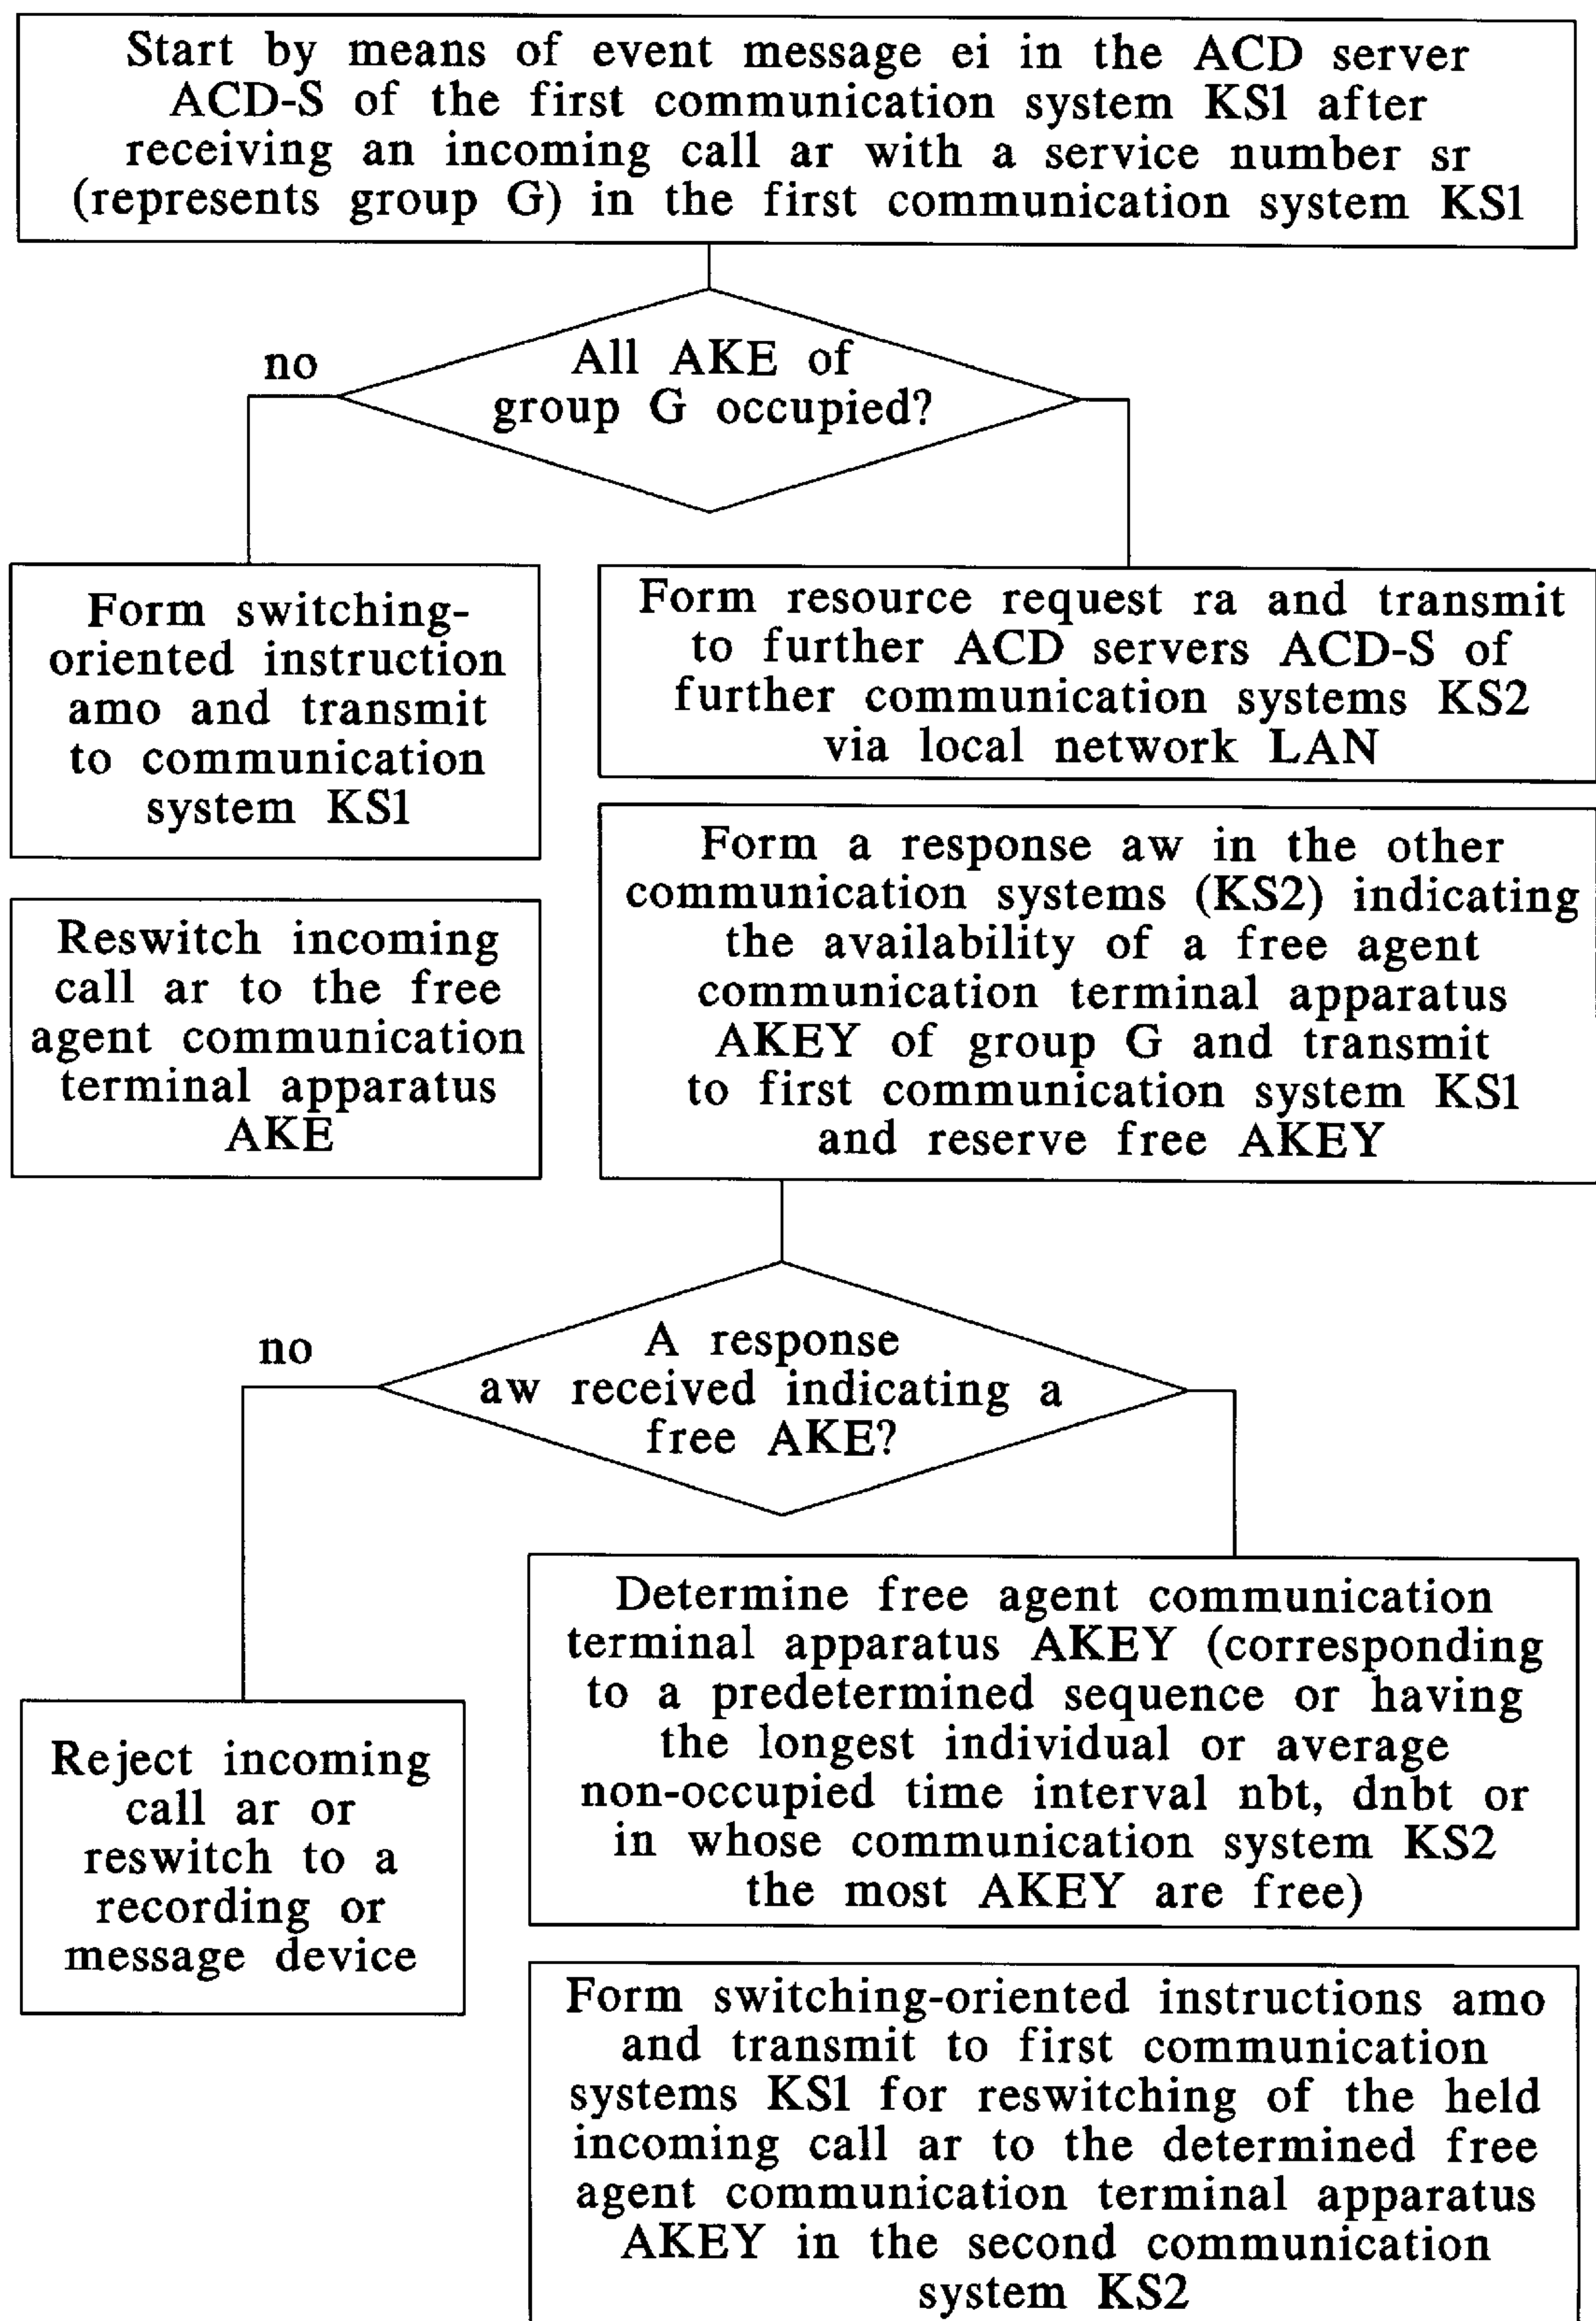 Start by means of event message ei in the ACD server
ACD-S of the first communication system KS1 after
receiving an incoming call ar with a service number sr
(represents group G) in the first communication system KS1
no
All AKE of
group G occupied?
Form switching-
oriented instruction
amo and transmit
to communication
system KS1
Form resource request ra and transmit
to further ACD servers ACD-S of
further communication systems KS2
via local network LAN
Reswitch incoming
call ar to the free
agent communication
terminal apparatus
AKE
Form a response aw in the other
communication systems (KS2) indicating
the availability of a free agent
communication terminal apparatus
AKEY of group G and transmit
to first communication system KS1
and reserve free AKEY
no
A response
aw received indicating a
free AKE?
Reject incoming
call ar or
reswitch to a
recording or
message device
Determine free agent communication
terminal apparatus AKEY (corresponding
to a predetermined sequence or having
the longest individual or average
non-occupied time interval nbt, dnbt or
in whose communication system KS2
the most AKEY are free)
Form switching-oriented instructions amo
and transmit to first communication
systems KS1 for reswitching of the held
incoming call ar to the determined free
agent communication terminal apparatus
AKEY in the second communication
system KS2